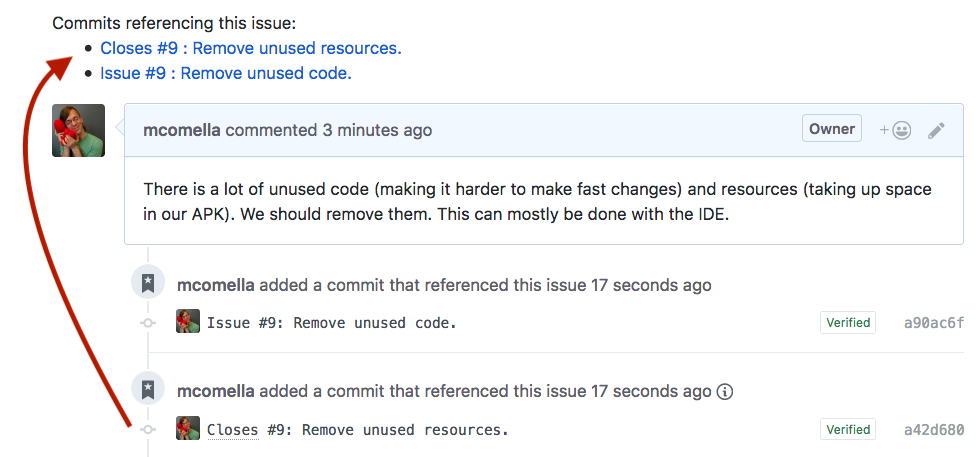 Commits referencing this issue:
Closes #9 : Remove unused resources.
Issue #9 : Remove unused code.
mcomella commented 3 minutes ago Owner
There is a lot of unused code (making it harder to make fast changes) and resources (taking up space
in our APK). We should remove them. This can mostly be done with the IDE.
mcomella added a commit that referenced this issue 17 seconds ago
Issue #9: Remove unused code. Verified a90ac6f
mcomella added a commit that referenced this issue 17 seconds ago
Closes #9: Remove unused resources. Verified a42d680